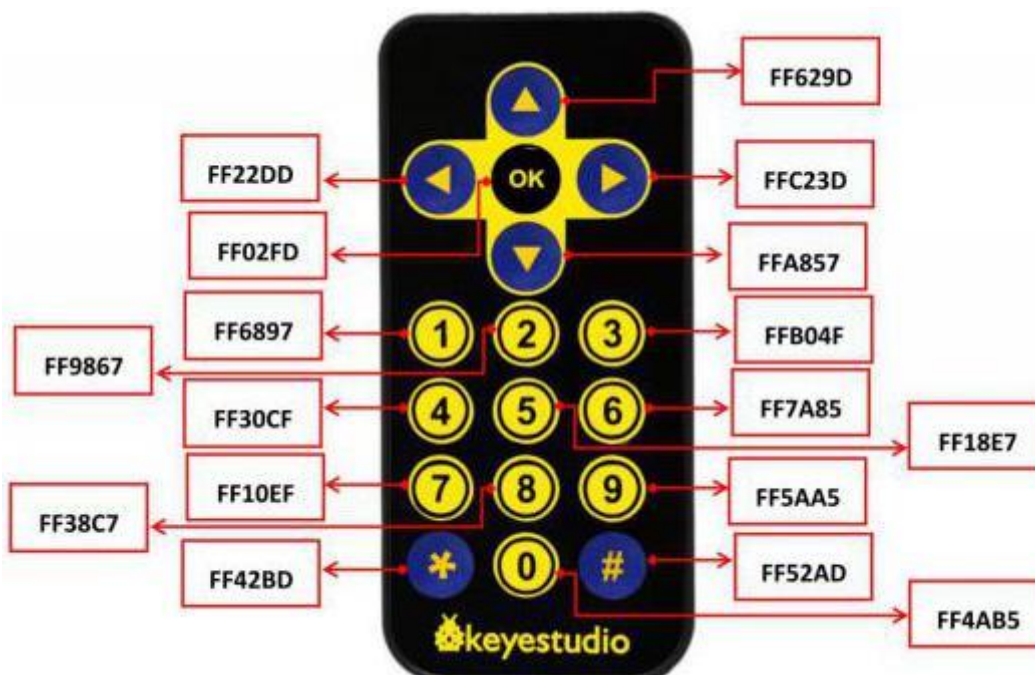 FF629D
FF22DD
OK
FFC23D
FF02FD
FFA857
FF6897
1
2
3
FFB04F
FF9867
FF30CF
4
5
6
FF7A85
FF18E7
FF10EF
7
8
9
FF5AA5
FF38C7
FF42BD
*
0
#
FF52AD
FF4AB5
keyestudio